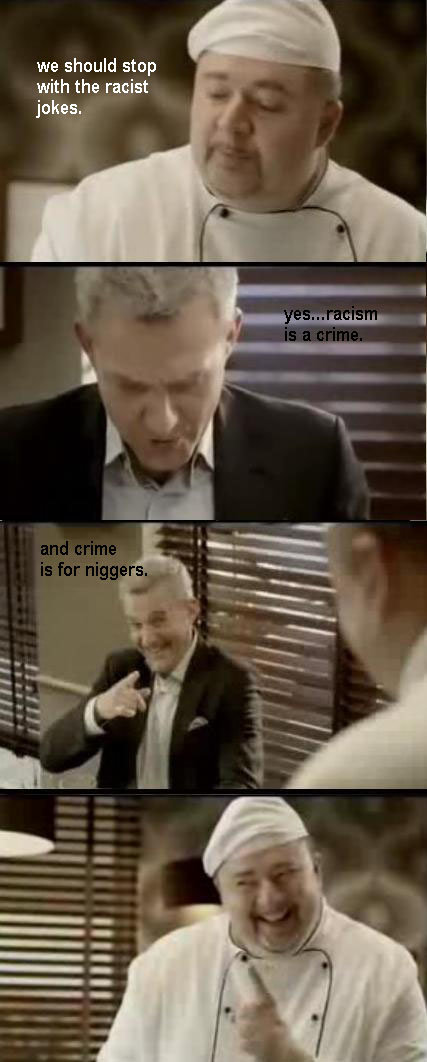 we should stop
with the racist
jokes.
yes...racism
is a crime.
and crime
is for niggers.